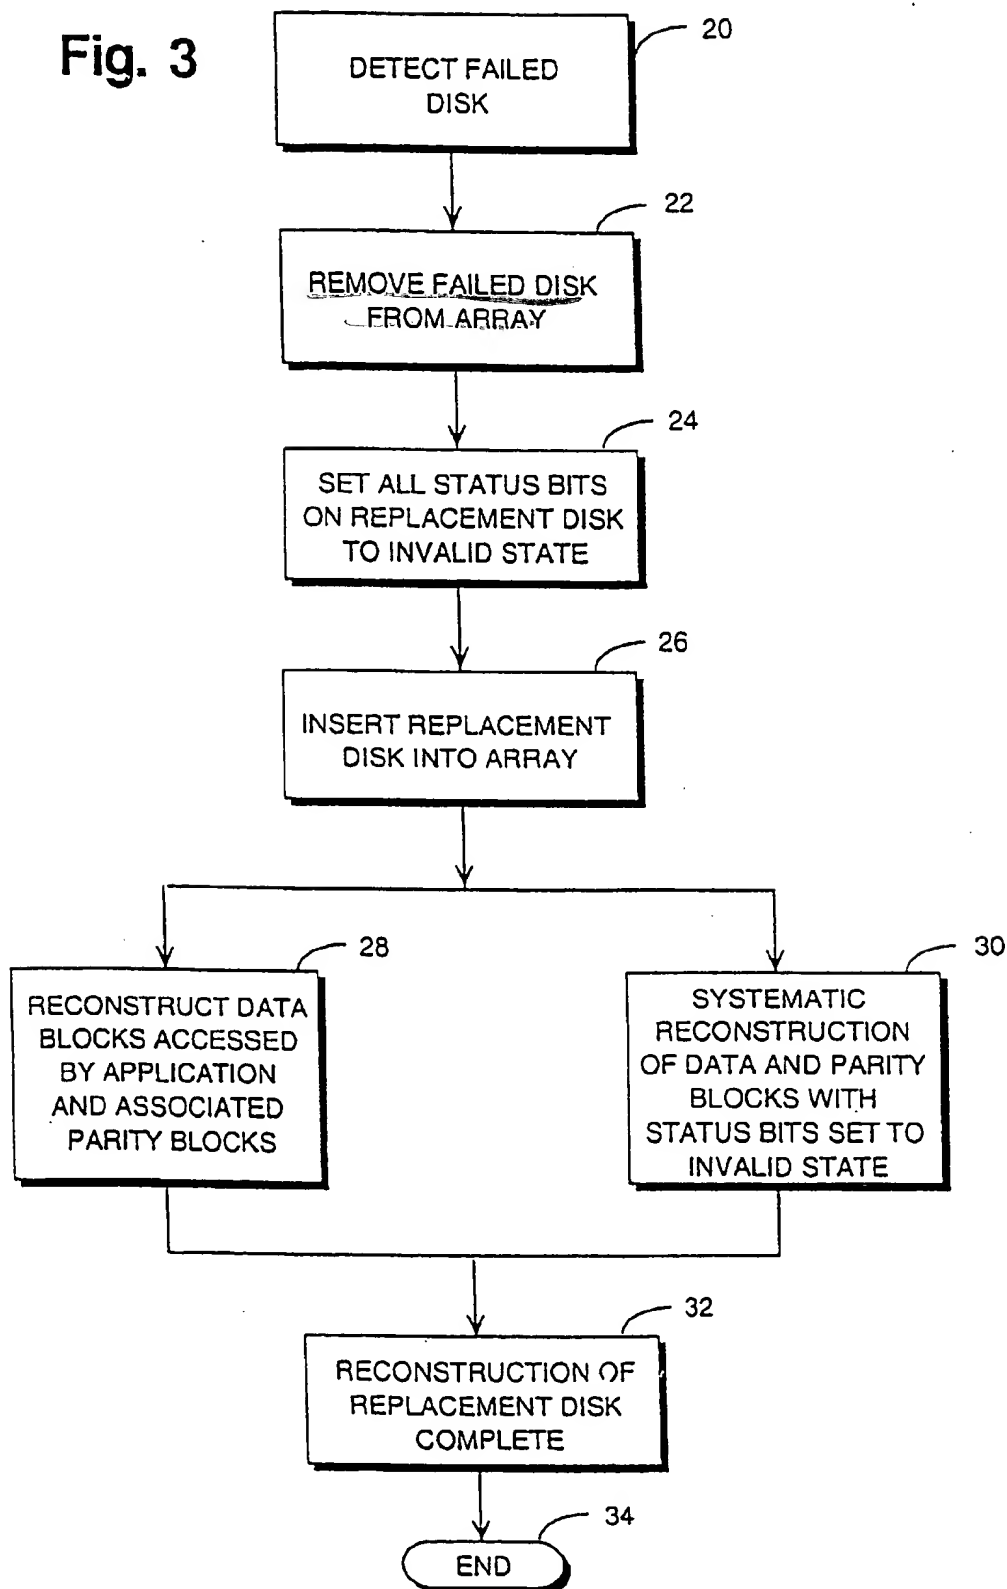 Fig. 3
20
DETECT FAILED
DISK
22
REMOVE FAILED DISK
FROM ARRAY
24
SET ALL STATUS BITS
ON REPLACEMENT DISK
TO INVALID STATE
26
INSERT REPLACEMENT
DISK INTO ARRAY
28
RECONSTRUCT DATA
BLOCKS ACCESSED
BY APPLICATION
AND ASSOCIATED
PARITY BLOCKS
30
SYSTEMATIC
RECONSTRUCTION
OF DATA AND PARITY
BLOCKS WITH
STATUS BITS SET TO
INVALID STATE
32
RECONSTRUCTION OF
REPLACEMENT DISK
COMPLETE
34
END